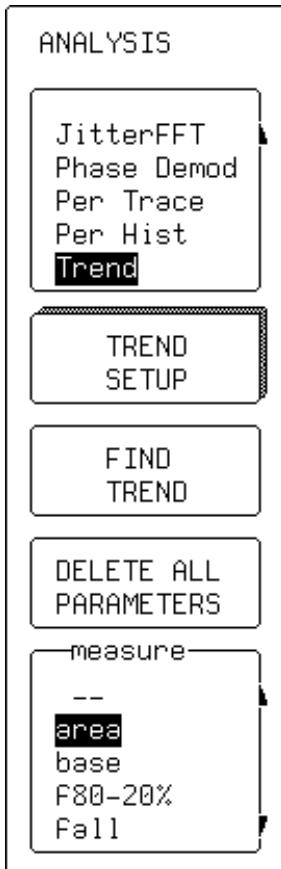 ANALYSIS
JitterFFT
Phase Demod
Per Trace
Per Hist
Trend
TREND
SETUP
FIND
TREND
DELETE ALL
PARAMETERS
measure
--
area
base
F80-20%
Fall